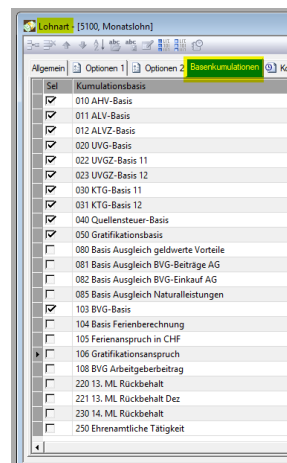 Lohnart - [5100, Monatslohn]
Allgemein Optionen 1 Optionen 2 Basenkumulationen
Sel Kumulationsbasis
010 AHV-Basis
011 ALV-Basis
012 ALVZ-Basis
020 UVG-Basis
022 UVGZ-Basis 11
023 UVGZ-Basis 12
030 KTG-Basis 11
031 KTG-Basis 12
040 Quellensteuer-Basis
050 Gratifikationsbasis
080 Basis Ausgleich geldwerte Vorteile
081 Basis Ausgleich BVG-Beiträge AG
082 Basis Ausgleich BVG-Einkauf AG
085 Basis Ausgleich Naturalleistungen
103 BVG-Basis
104 Basis Ferienberechnung
105 Ferienanspruch in CHF
106 Gratifikationsanspruch
108 BVG Arbeitgeberbeitrag
220 13. ML Rückbehalt
221 13. ML Rückbehalt Dez
230 14. ML Rückbehalt
250 Ehrenamtliche Tätigkeit